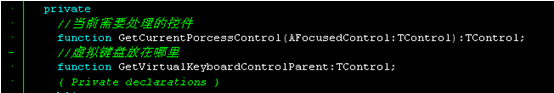 private
//当前需要处理的控件
function GetCurrentPorcessControl(AFocusedControl:TControl):TControl;
//虚拟键盘放在哪里
function GetVirtualKeyboardControlParent:TControl;
{ Private declarations }